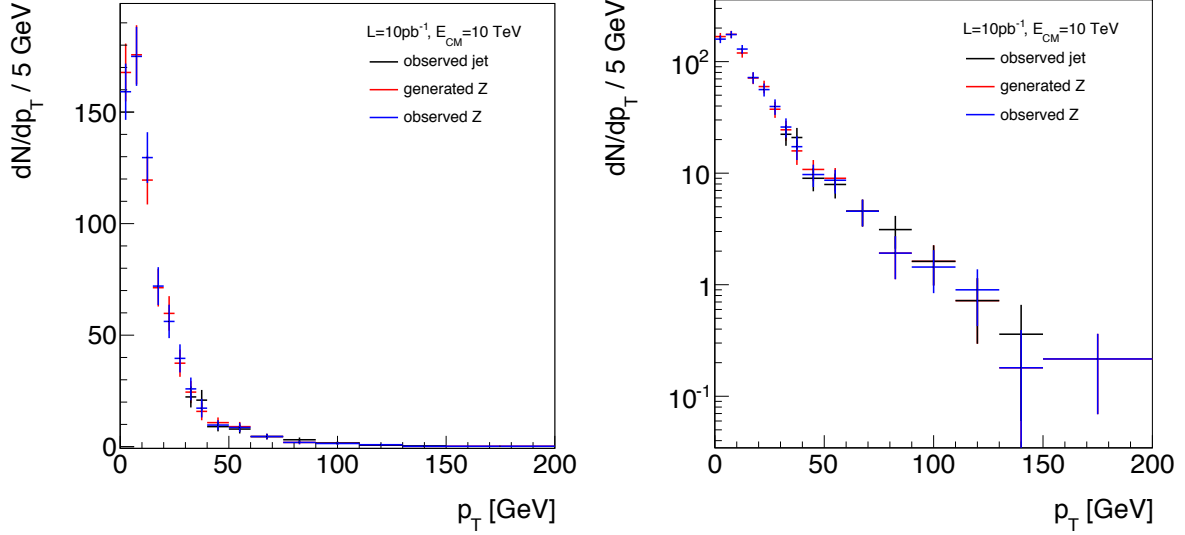 dN/dp_T / 5 GeV
L=10pb⁻¹, E_CM=10 TeV
observed jet
generated Z
observed Z
150
100
50
0
0 50 100 150 200
p_T [GeV]
dN/dp_T / 5 GeV
L=10pb⁻¹, E_CM=10 TeV
observed jet
generated Z
observed Z
10²
10
1
10⁻¹
0 50 100 150 200
p_T [GeV]